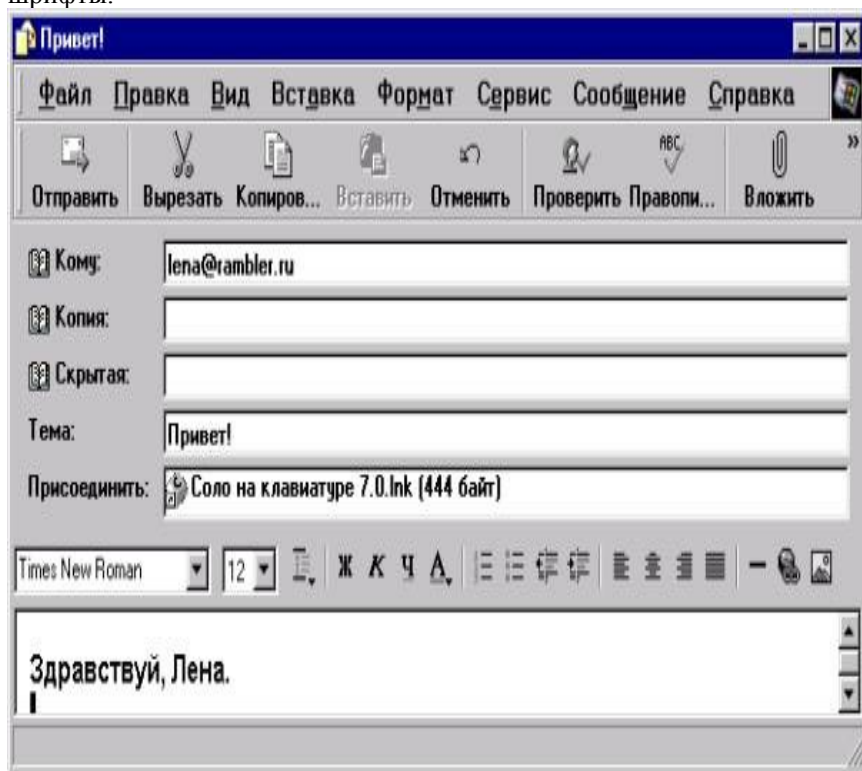 шрифты.
Привет!
Файл Правка Вид Вставка Формат Сервис Сообщение Справка
Отправить Вырезать Копиров... Вставить Отменить Проверить ABC Правопи... Вложить »
Кому: lena@rambler.ru
Копия:
Скрытая:
Тема: Привет!
Присоединить: Соло на клавиатуре 7.0.lnk (444 байт)
Times New Roman 12 Ж К Ч А
Здравствуй, Лена.